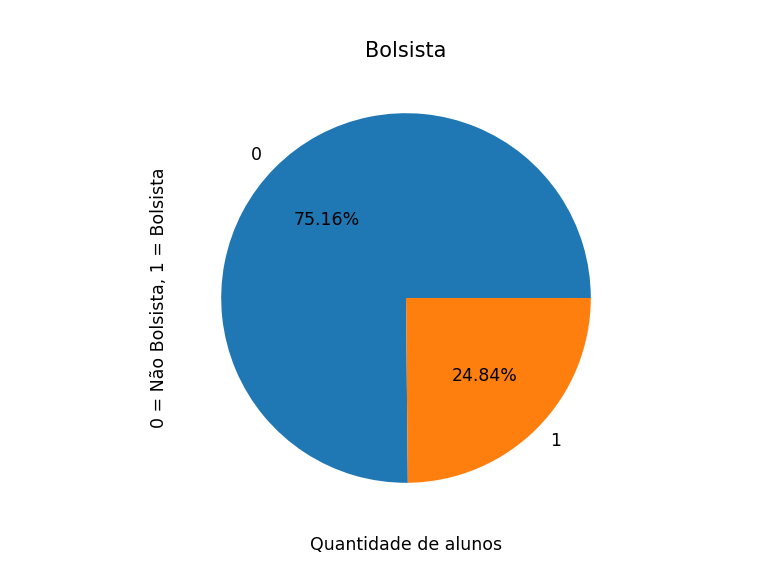 Bolsista
0
75.16%
0 = Não Bolsista, 1 = Bolsista
24.84%
1
Quantidade de alunos